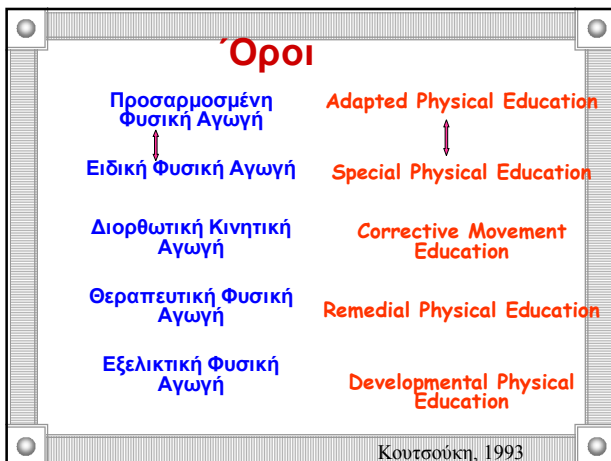 Όροι
Προσαρμοσμένη
Φυσική Αγωγή
Adapted Physical Education
Ειδική Φυσική Αγωγή
Special Physical Education
Διορθωτική Κινητική
Αγωγή
Corrective Movement
Education
Θεραπευτική Φυσική
Αγωγή
Remedial Physical Education
Εξελικτική Φυσική
Αγωγή
Developmental Physical
Education
Κουτσούκη, 1993